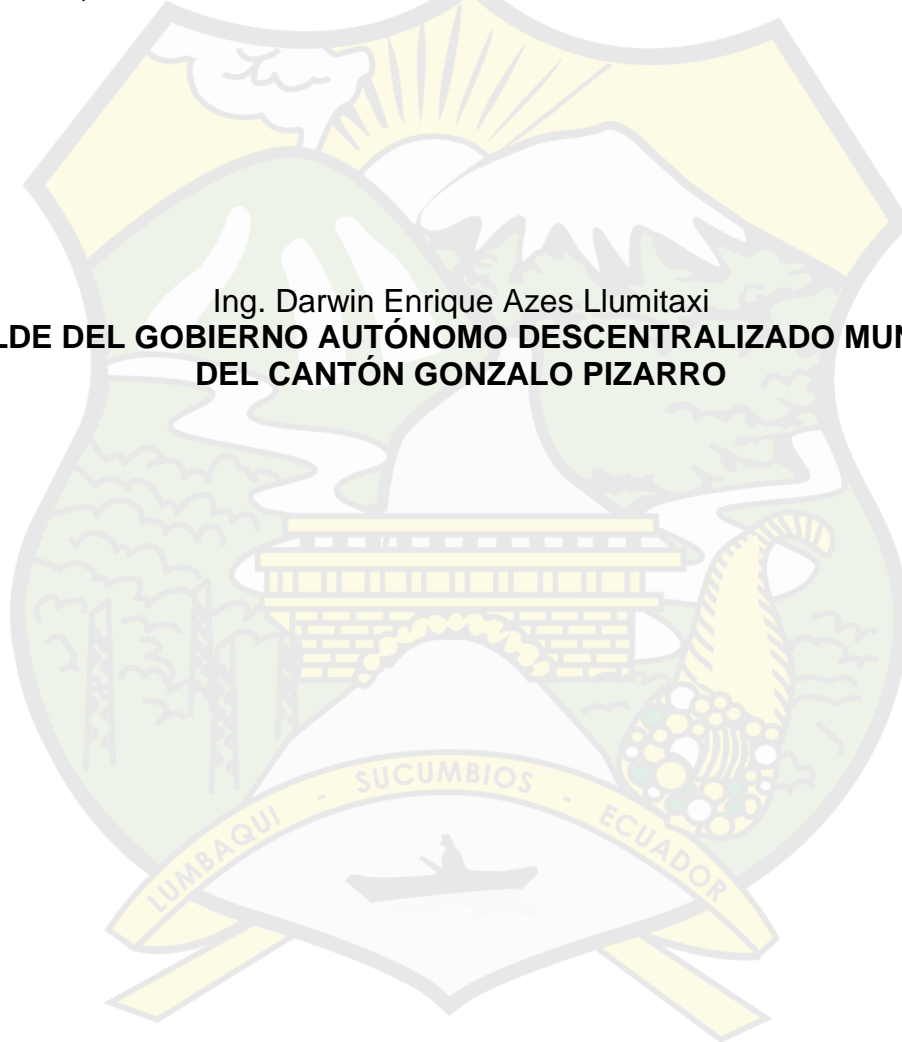 Ing. Darwin Enrique Azes Llumitaxi
LDE DEL GOBIERNO AUTÓNOMO DESCENTRALIZADO MUN
DEL CANTÓN GONZALO PIZARRO
LUMBAQUI - SUCUMBIOS - ECUADOR